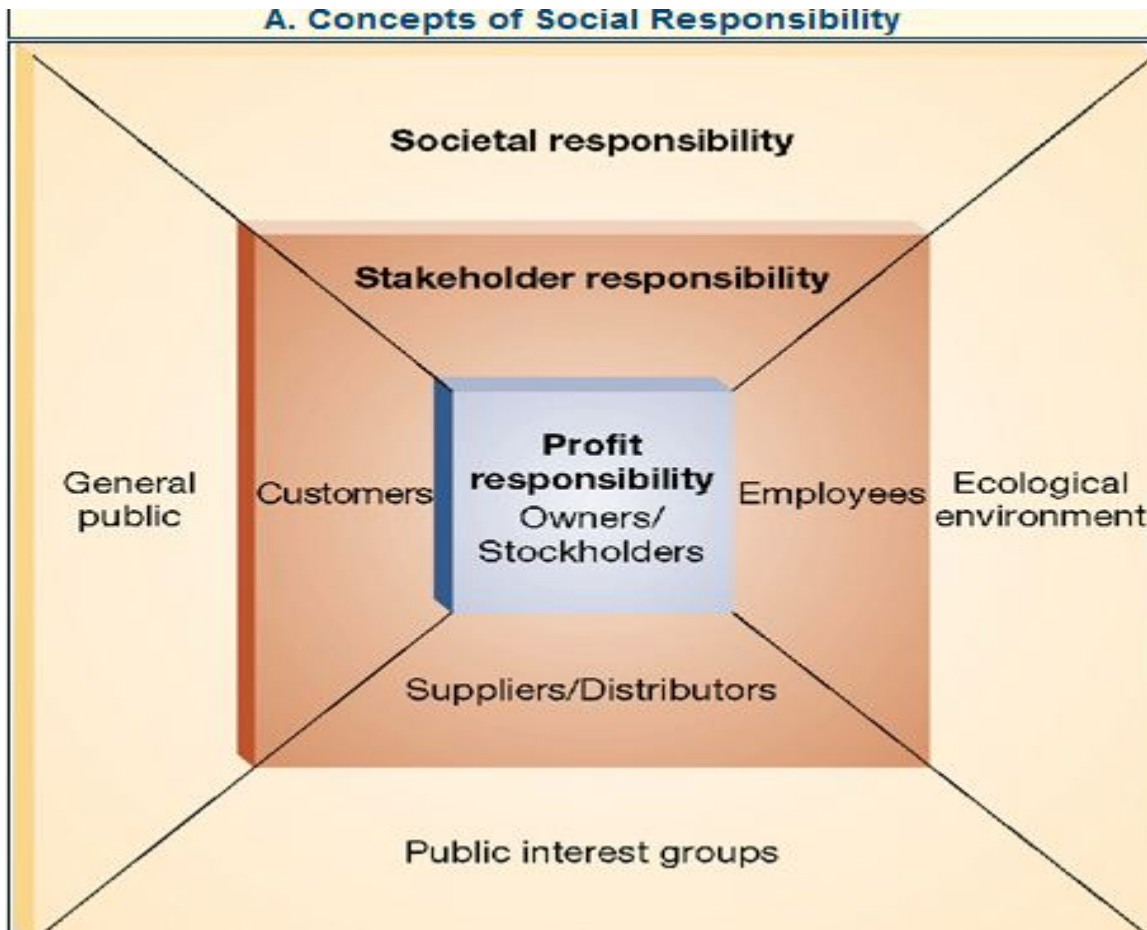 A. Concepts of Social Responsibility
Societal responsibility
Stakeholder responsibility
Profit
responsibility
Owners/
Stockholders
General
public
Customers
Employees
Ecological
environment
Suppliers/Distributors
Public interest groups